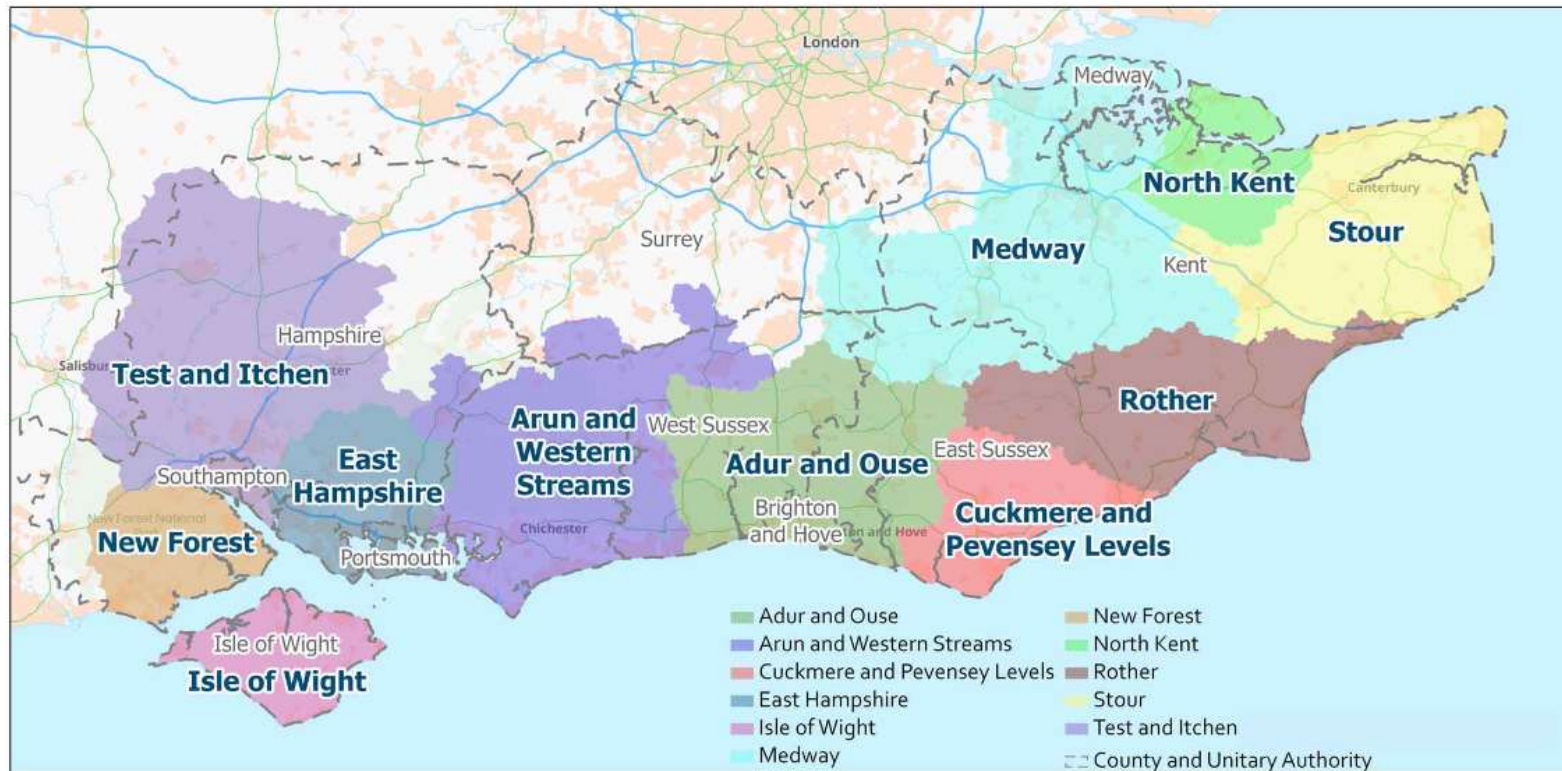 London
Medway
North Kent
Canterbury
Stour
Surrey
Medway
Kent
Hampshire
Salisbury
Test and Itchen
Rother
Arun and
Western
Streams
West Sussex
East Sussex
East
Hampshire
Adur and Ouse
Southampton
New Forest National
New Forest
Chichester
Brighton
and Hove
Cuckmere and
Pevensey Levels
Portsmouth
Isle of Wight
Isle of Wight
Adur and Ouse
Arun and Western Streams
Cuckmere and Pevensey Levels
East Hampshire
Isle of Wight
Medway
New Forest
North Kent
Rother
Stour
Test and Itchen
County and Unitary Authority